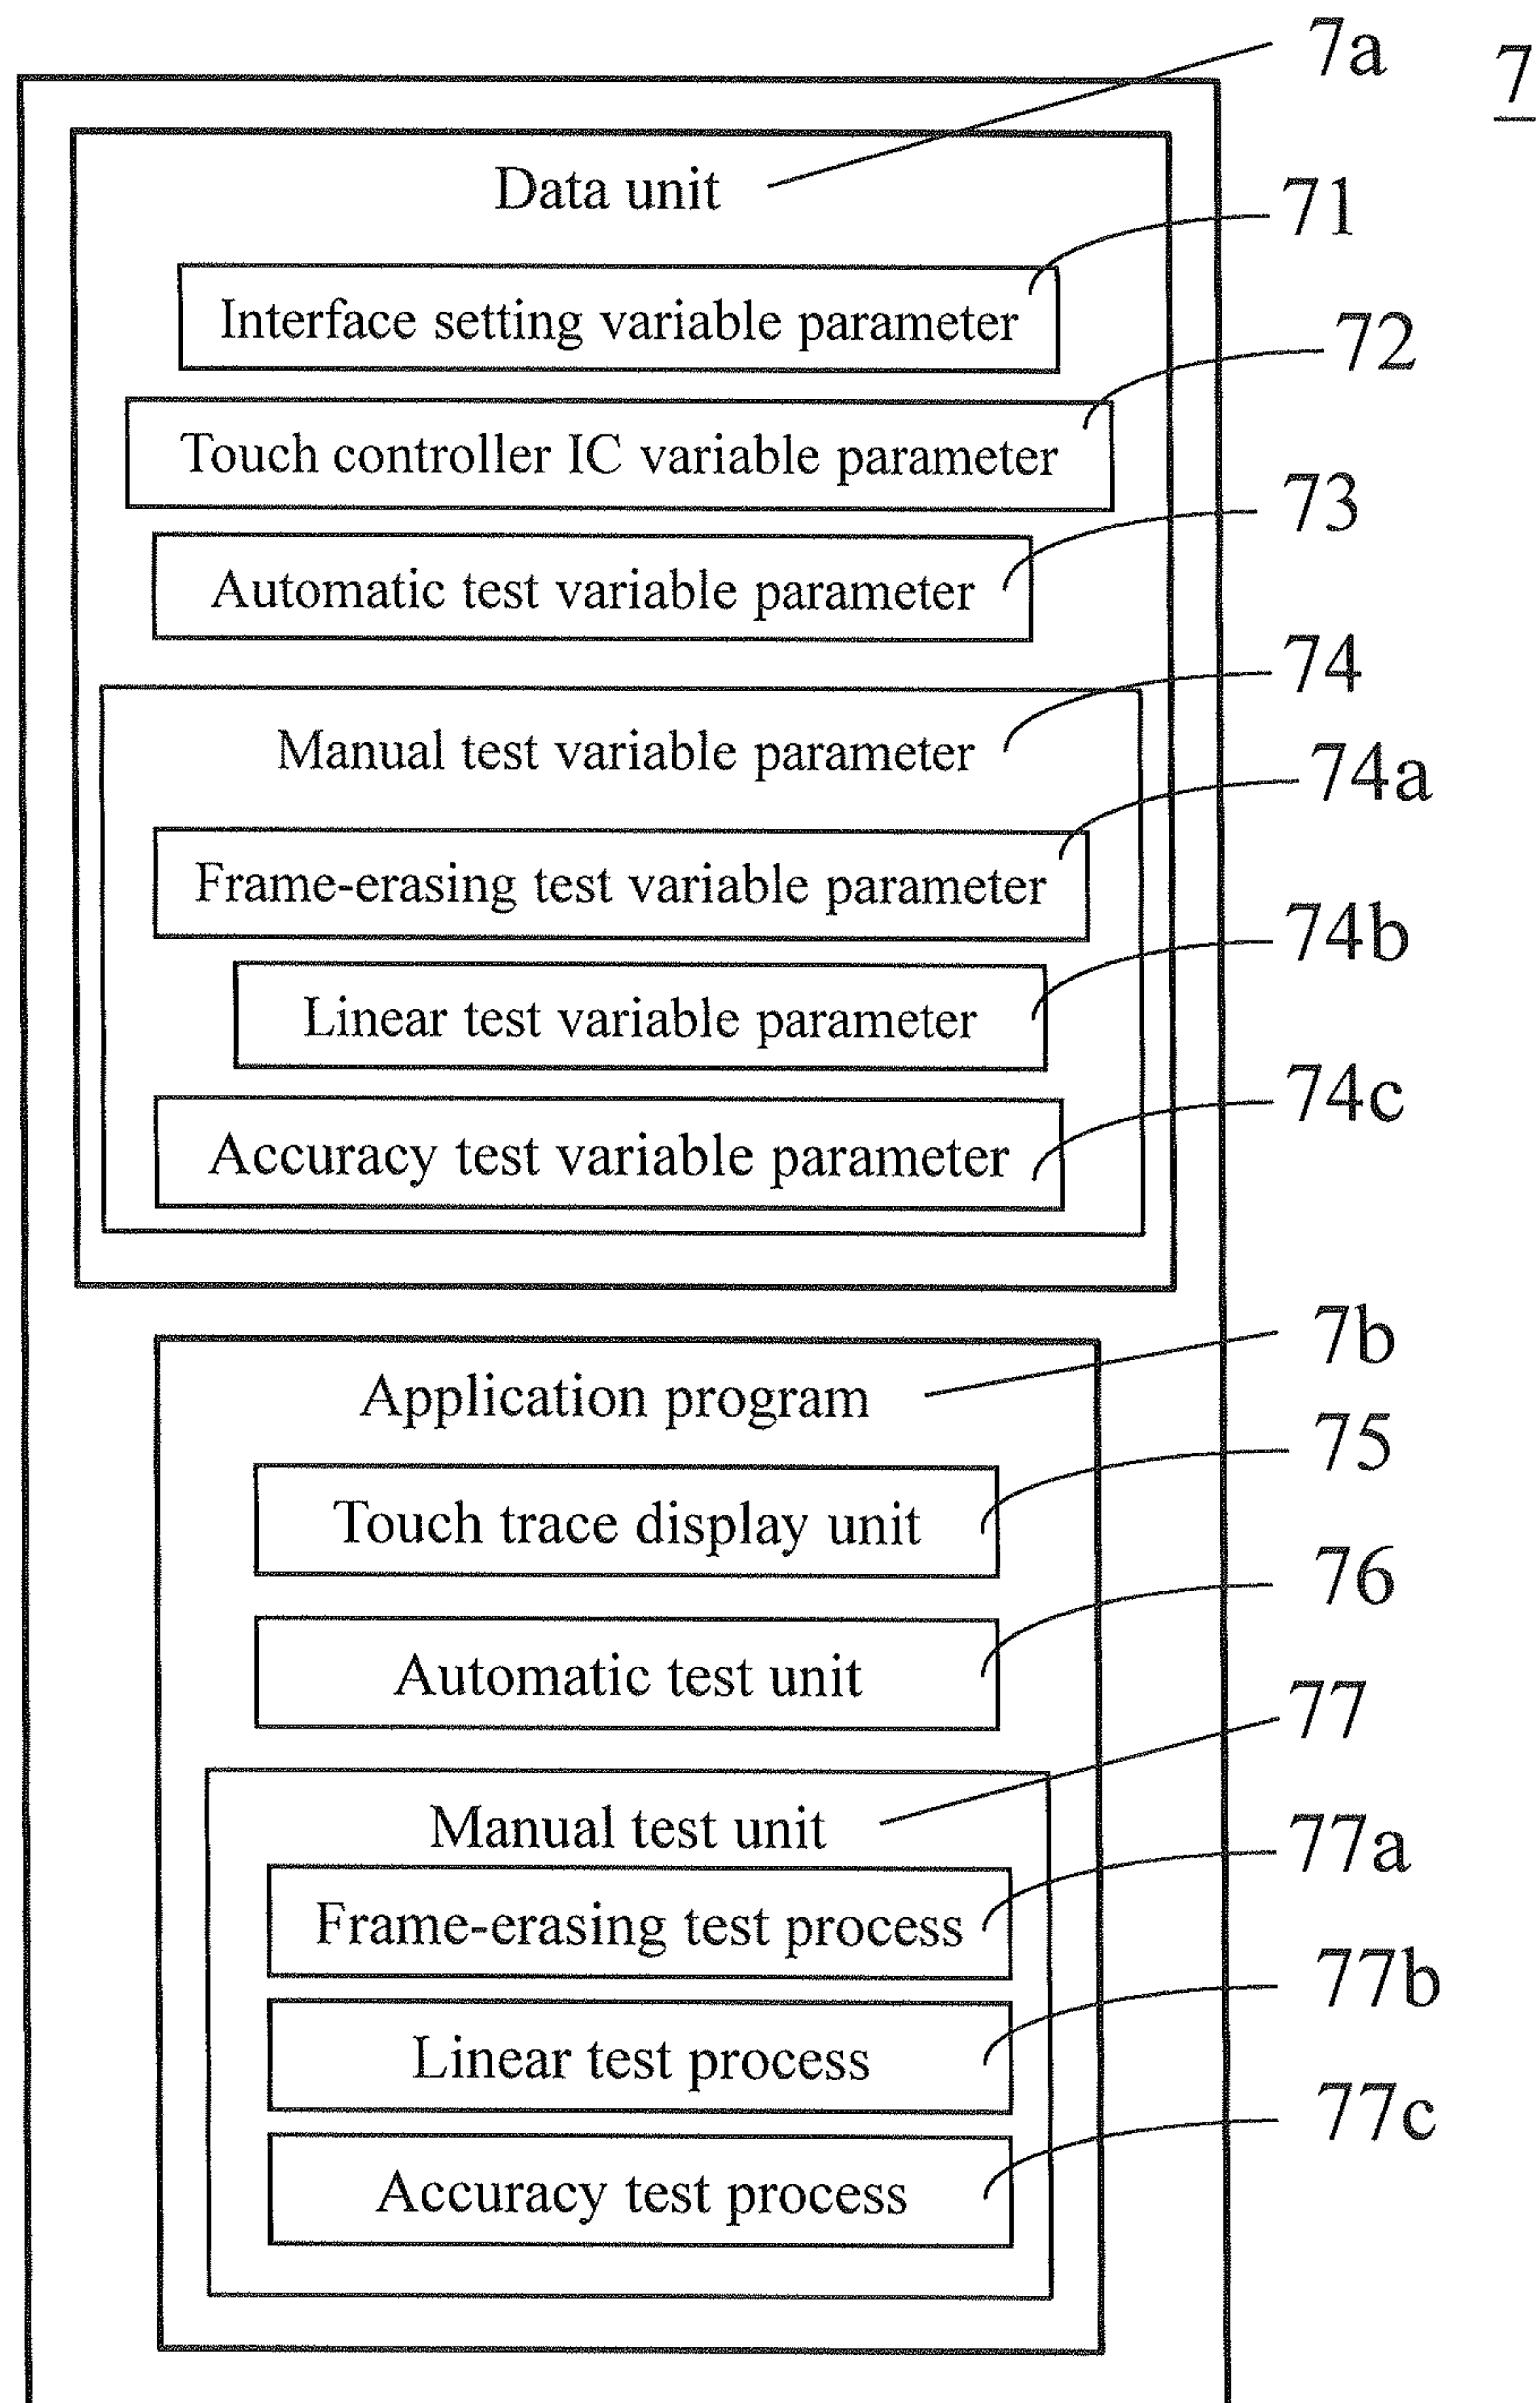 7a
7
Data unit
71
Interface setting variable parameter
72
Touch controller IC variable parameter
73
Automatic test variable parameter
74
Manual test variable parameter
74a
Frame-erasing test variable parameter
74b
Linear test variable parameter
74c
Accuracy test variable parameter
7b
Application program
75
Touch trace display unit
76
Automatic test unit
77
Manual test unit
77a
Frame-erasing test process
77b
Linear test process
77c
Accuracy test process